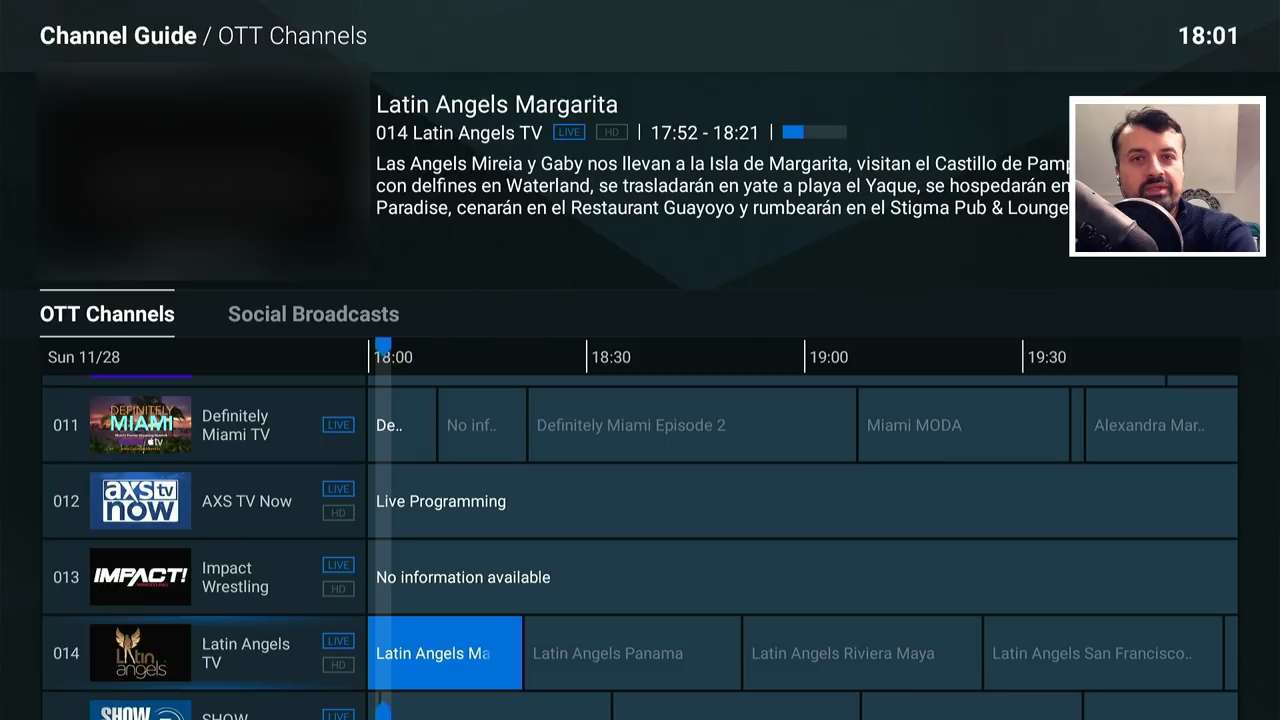 Channel Guide / OTT Channels
18:01
Latin Angels Margarita
014 Latin Angels TV LIVE HD | 17:52 - 18:21 |
Las Angels Mireia y Gaby nos llevan a la Isla de Margarita, visitan el Castillo de Pamp
con delfines en Waterland, se trasladarán en yate a playa el Yaque, se hospedarán en
Paradise, cenarán en el Restaurant Guayoyo y rumbearán en el Stigma Pub & Lounge
OTT Channels
Social Broadcasts
Sun 11/28
18:00
18:30
19:00
19:30
011
DEFINITELY
MIAMI
Definitely
Miami TV
LIVE
De..
No inf..
Definitely Miami Episode 2
Miami MODA
Alexandra Mar..
012
axs tv
now
AXS TV Now
LIVE
HD
Live Programming
013
IMPACT!
Impact
Wrestling
LIVE
HD
No information available
014
Latin
angels
Latin Angels
TV
LIVE
HD
Latin Angels Ma
Latin Angels Panama
Latin Angels Riviera Maya
Latin Angels San Francisco..
SHOW
SHOW
LIVE